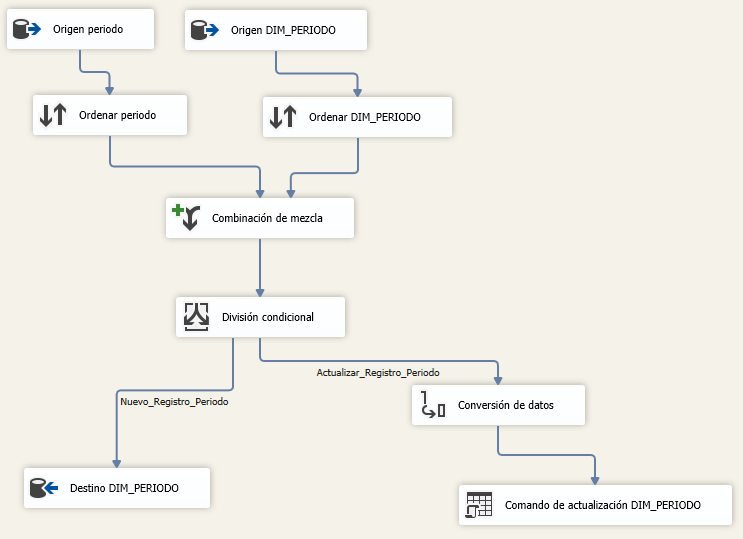 Origen periodo
Origen DIM_PERIODO
Ordenar periodo
Ordenar DIM_PERIODO
Combinación de mezcla
División condicional
Actualizar_Registro_Periodo
Nuevo_Registro_Periodo
Conversión de datos
Destino DIM_PERIODO
Comando de actualización DIM_PERIODO